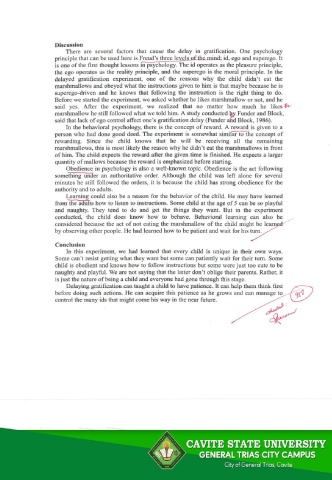 Discussion
There are several factors that cause the delay in gratification. One psychology
principle that can be used here is Freud's three levels of the mind; id, ego and superego. It
is one of the first thought lessons in psychology. The id operates as the pleasure principle,
the ego operates as the reality principle, and the superego is the moral principle. In the
delayed gratification experiment, one of the reasons why the child didn't eat the
marshmallows and obeyed what the instructions given to him is that maybe because he is
superego-driven and he knows that following the instruction is the right thing to do.
Before we started the experiment, we asked whether he likes marshmallow or not, and he
said yes. After the experiment, we realized that no matter how much he likes
marshmallow he still followed what we told him. A study conducted by Funder and Block,
said that lack of ego control affect one's gratification delay (Funder and Block, 1986).
In the behavioral psychology, there is the concept of reward. A reward is given to a
person who had done good deed. The experiment is somewhat similar to the concept of
rewarding. Since the child knows that he will be receiving all the remaining
marshmallows, this is most likely the reason why he didn't eat the marshmallows in front
of him. The child expects the reward after the given time is finished. He expects a larger
quantity of mallows because the reward is emphasized before starting.
Obedience in psychology is also a well-known topic. Obedience is the act following
something under an authoritative order. Although the child was left alone for several
minutes he still followed the orders, it is because the child has strong obedience for the
authority and to adults.
Learning could also be a reason for the behavior of the child. He may have learned
from the adults how to listen to instructions. Some child at the age of 5 can be so playful
and naughty. They tend to do and get the things they want. But in the experiment
conducted, the child does know how to behave. Behavioral learning can also be
considered because the act of not eating the marshmallow of the child might be learned
by observing other people. He had learned how to be patient and wait for his turn.
Conclusion
In this experiment, we had learned that every child is unique in their own ways.
Some can't resist getting what they want but some can patiently wait for their turn. Some
child is obedient and knows how to follow instructions but some were just too cute to be
naughty and playful. We are not saying that the latter don't oblige their parents. Rather, it
is just the nature of being a child and everyone had gone through this stage.
Delaying gratification can taught a child to have patience. It can help them think first
before doing such actions. He can acquire this patience as he grows and can manage to
control the many ids that might come his way in the near future.
CAVITE STATE UNIVERSITY
GENERAL TRIAS CITY CAMPUS
City of General Trias, Cavite